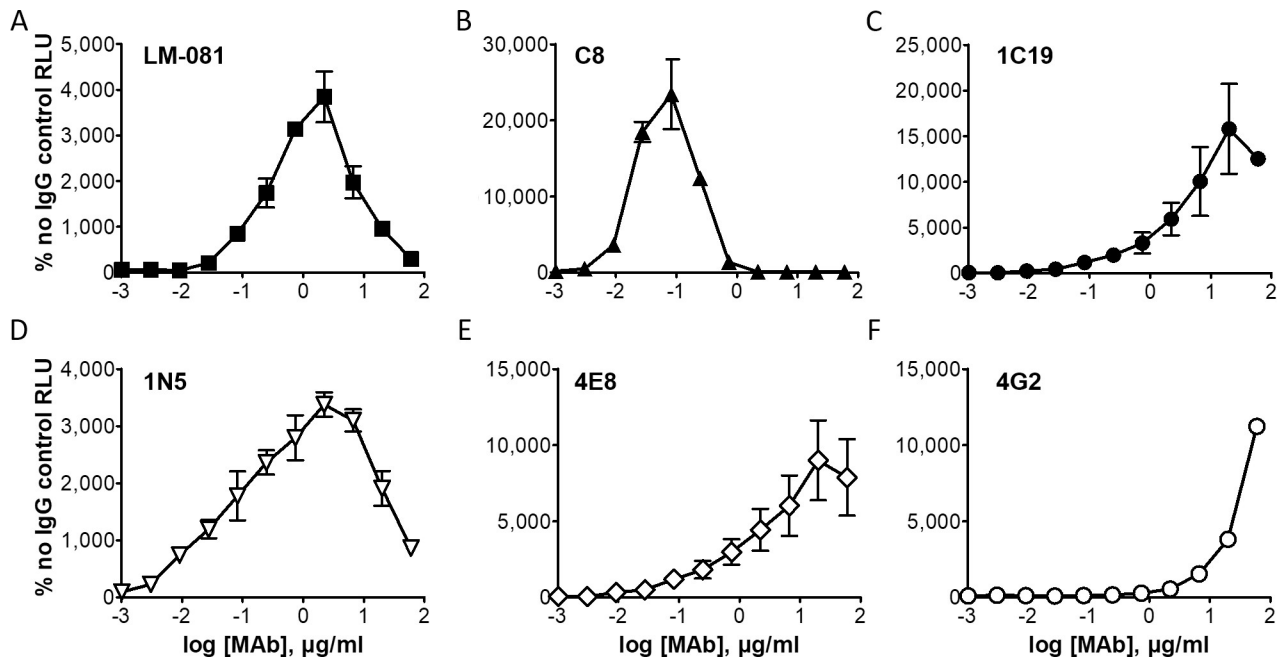 A
LM-081
% no IgG control RLU
5,000
4,000
3,000
2,000
1,000
0
-3 -2 -1 0 1 2
B
C8
30,000
20,000
10,000
0
-3 -2 -1 0 1 2
C
1C19
25,000
20,000
15,000
10,000
5,000
0
-3 -2 -1 0 1 2
D
1N5
% no IgG control RLU
4,000
3,000
2,000
1,000
0
-3 -2 -1 0 1 2
log [MAb], µg/ml
E
4E8
15,000
10,000
5,000
0
-3 -2 -1 0 1 2
log [MAb], µg/ml
F
4G2
15,000
10,000
5,000
0
-3 -2 -1 0 1 2
log [MAb], µg/ml